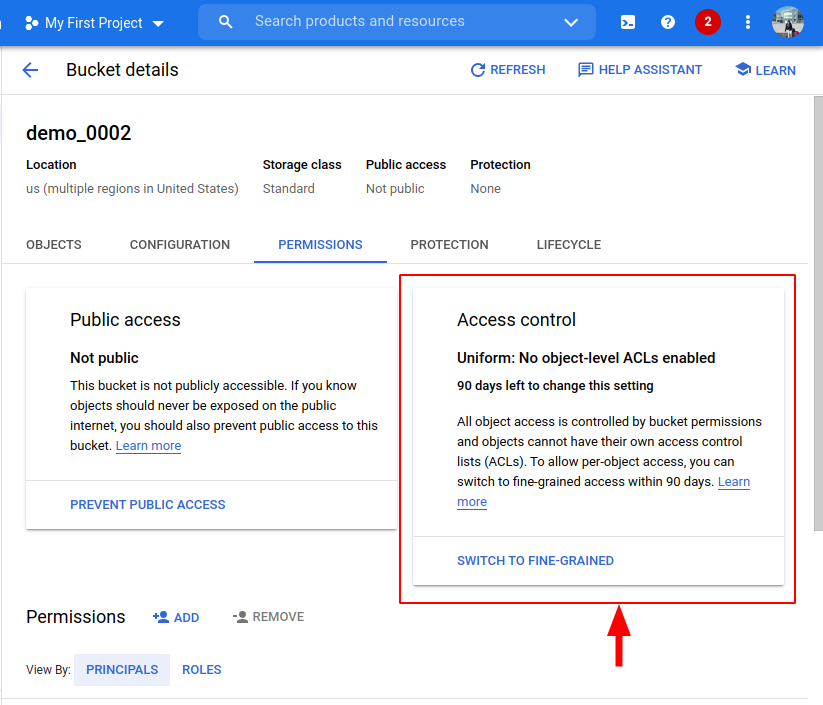 My First Project
Search products and resources
2
Bucket details
REFRESH
HELP ASSISTANT
LEARN
demo_0002
Location
Storage class
Public access
Protection
us (multiple regions in United States)
Standard
Not public
None
OBJECTS
CONFIGURATION
PERMISSIONS
PROTECTION
LIFECYCLE
Public access
Not public
This bucket is not publicly accessible. If you know
objects should never be exposed on the public
internet, you should also prevent public access to this
bucket. Learn more
PREVENT PUBLIC ACCESS
Access control
Uniform: No object-level ACLs enabled
90 days left to change this setting
All object access is controlled by bucket permissions
and objects cannot have their own access control
lists (ACLs). To allow per-object access, you can
switch to fine-grained access within 90 days. Learn
more
SWITCH TO FINE-GRAINED
Permissions
ADD
REMOVE
View By:
PRINCIPALS
ROLES